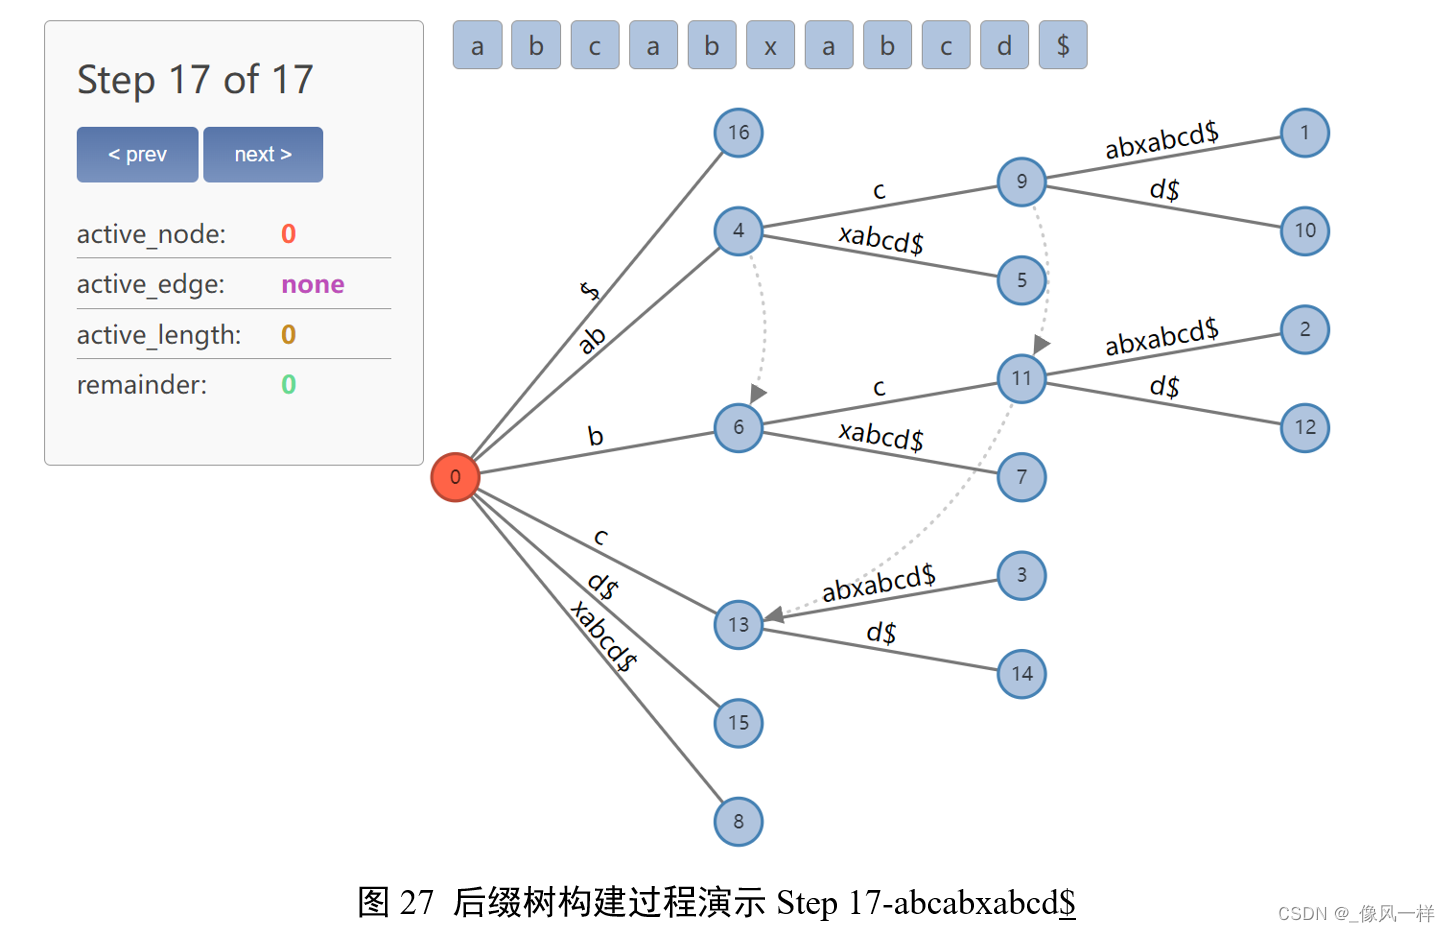 Step 17 of 17
< prev
next >
active_node: 0
active_edge: none
active_length: 0
remainder: 0
a b c a b x a b c d $
16
1
abxabcd$
9
c
d$
4
10
xabcd$
5
$
ab
2
abxabcd$
11
c
d$
6
12
b
xabcd$
7
0
c
3
abxabcd$
d$
13
d$
14
xabcd$
15
8
图 27 后缀树构建过程演示 Step 17-abcabxabcd$
CSDN @_像风一样